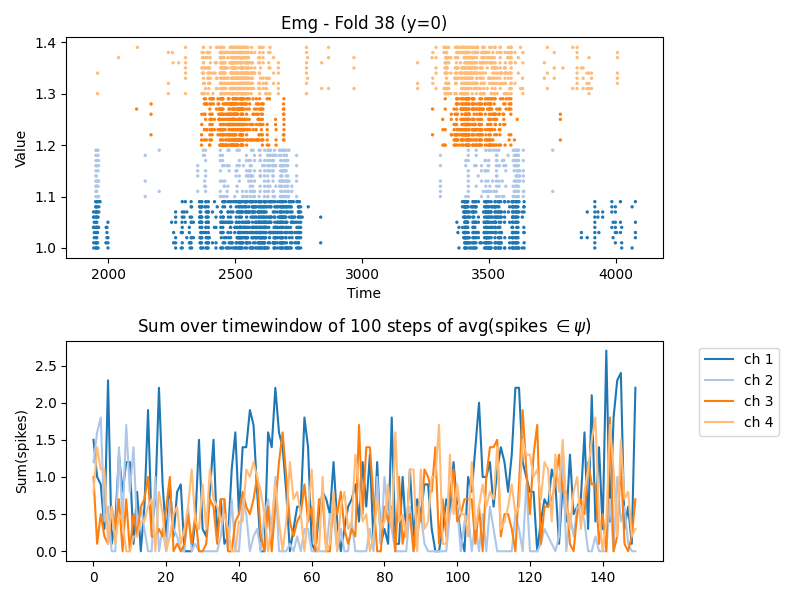 Emg - Fold 38 (y=0)
1.4
1.3
1.2
1.1
1.0
Value
2000 2500 3000 3500 4000
Time
Sum over timewindow of 100 steps of avg(spikes ∈ ψ)
2.5
2.0
1.5
1.0
0.5
0.0
Sum(spikes)
0 20 40 60 80 100 120 140
ch 1
ch 2
ch 3
ch 4